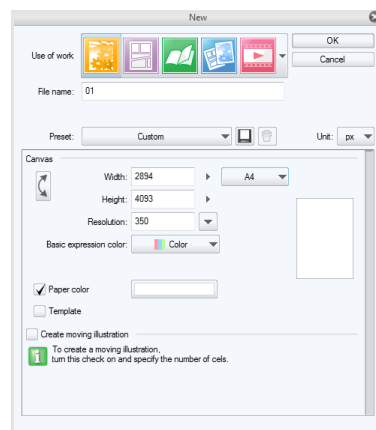 New
OK
Use of work
Cancel
File name: 01
Preset: Custom Unit: px
Canvas
Width: 2894 A4
Height: 4093
Resolution: 350
Basic expression color: Color
Paper color
Template
Create moving illustration
To create a moving illustration,
turn this check on and specify the number of cels.